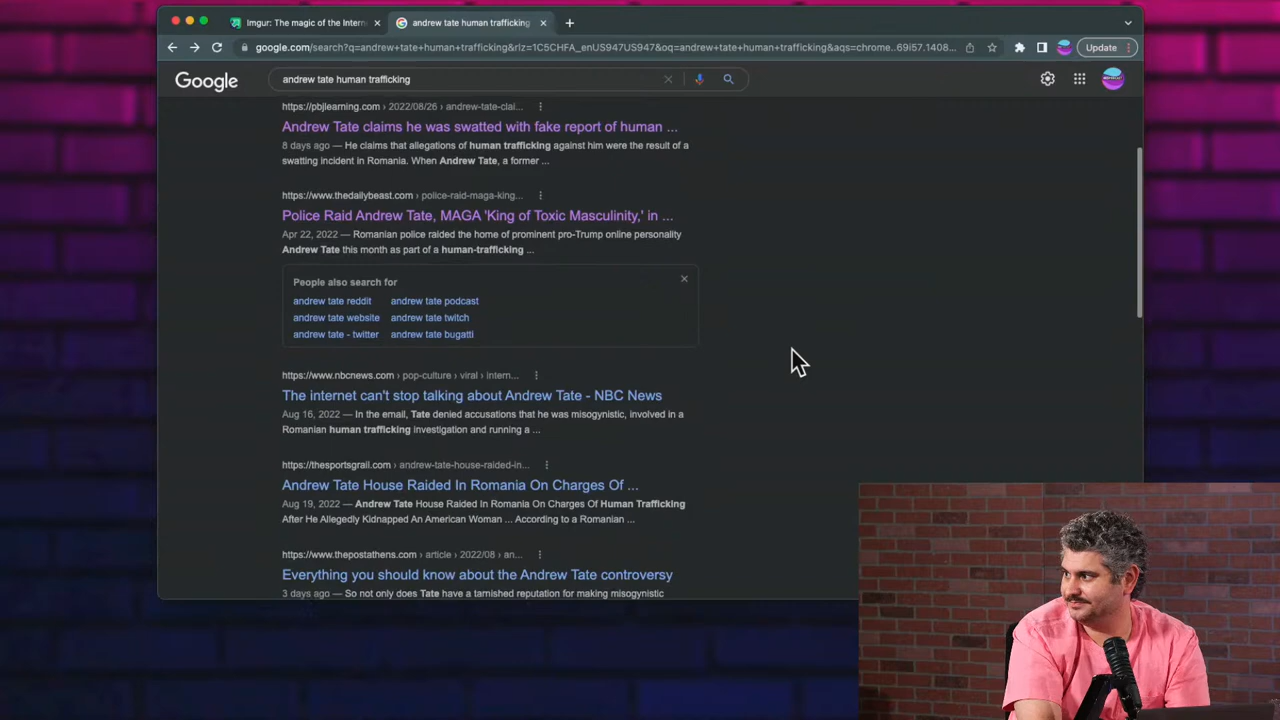 Imgur: The magic of the Intern
andrew tate human trafficking
google.com/search?q=andrew+tate+human+trafficking&rlz=1C5CHFA_enUS947US947&oq=andrew+tate+human+trafficking&aqs=chrome..69i57.1408...
Update
Google
andrew tate human trafficking
https://pbjlearning.com › 2022/08/26 › andrew-tate-clai...
Andrew Tate claims he was swatted with fake report of human ...
8 days ago — He claims that allegations of human trafficking against him were the result of a
swatting incident in Romania. When Andrew Tate, a former ...
https://www.thedailybeast.com › police-raid-maga-king...
Police Raid Andrew Tate, MAGA 'King of Toxic Masculinity,' in ...
Apr 22, 2022 — Romanian police raided the home of prominent pro-Trump online personality
Andrew Tate this month as part of a human-trafficking ...
People also search for
andrew tate reddit andrew tate podcast
andrew tate website andrew tate twitch
andrew tate - twitter andrew tate bugatti
https://www.nbcnews.com › pop-culture › viral › intern...
The internet can't stop talking about Andrew Tate - NBC News
Aug 16, 2022 — In the email, Tate denied accusations that he was misogynistic, involved in a
Romanian human trafficking investigation and running a ...
https://thesportsgrail.com › andrew-tate-house-raided-in...
Andrew Tate House Raided In Romania On Charges Of ...
Aug 19, 2022 — Andrew Tate House Raided In Romania On Charges Of Human Trafficking
After He Allegedly Kidnapped An American Woman ... According to a Romanian ...
https://www.thepostathens.com › article › 2022/08 › an...
Everything you should know about the Andrew Tate controversy
3 days ago — So not only does Tate have a tarnished reputation for making misogynistic